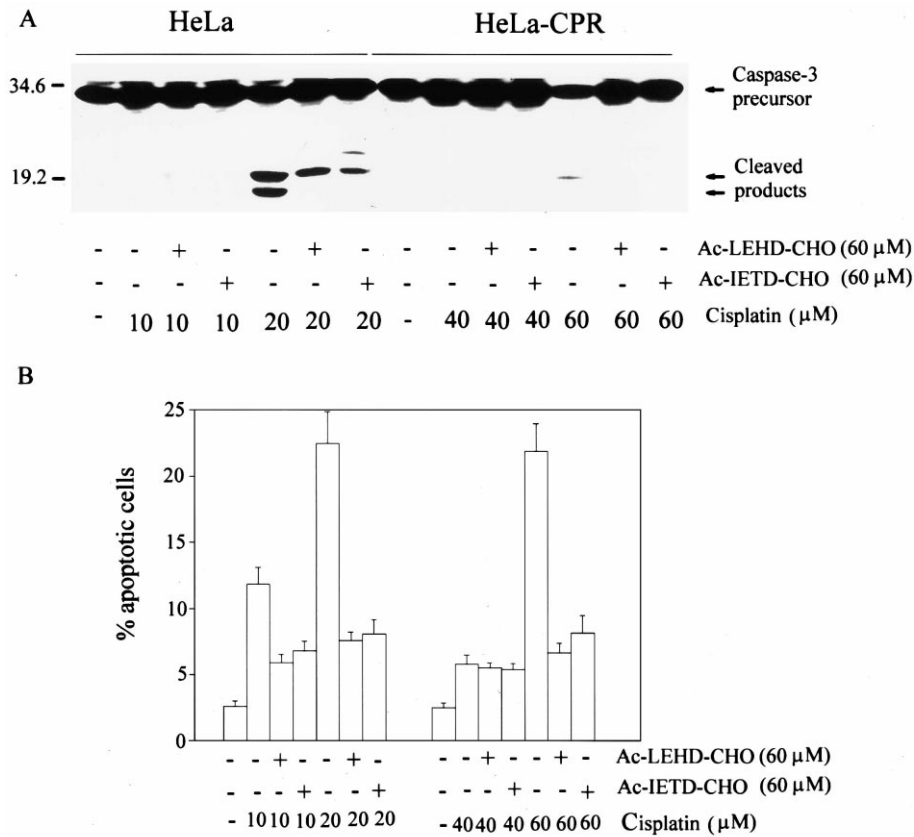 A
HeLa HeLa-CPR
34.6 Caspase-3
precursor
19.2 Cleaved
products
- - + - - + - - - + - - + - Ac-LEHD-CHO (60 μM)
- - - + - - + - - - + - - + Ac-IETD-CHO (60 μM)
- 10 10 10 20 20 20 - 40 40 40 60 60 60 Cisplatin (μM)
B
25
20
15
10
5
0
% apoptotic cells
- - + - - + - - - + - - + - Ac-LEHD-CHO (60 μM)
- - - + - - + - - - + - - + Ac-IETD-CHO (60 μM)
- 10 10 10 20 20 20 - 40 40 40 60 60 60 Cisplatin (μM)